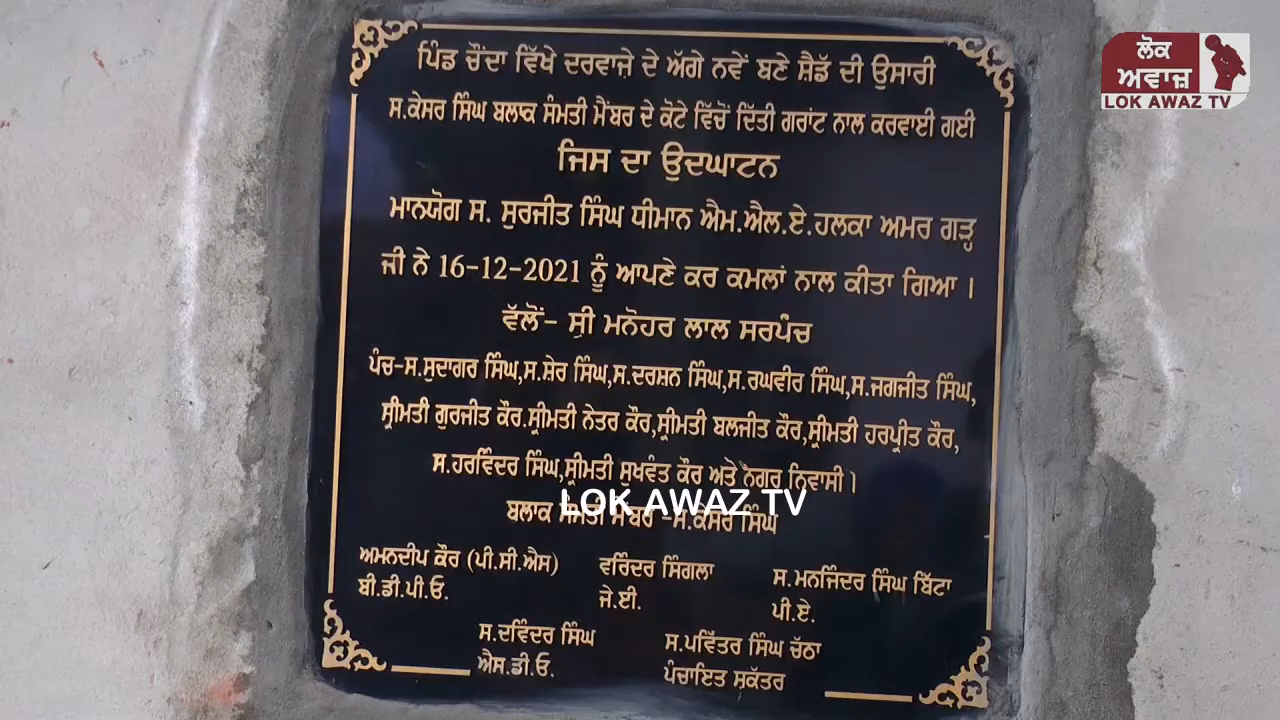 ਪਿੰਡ ਚੌਂਦਾ ਵਿੱਖੇ ਦਰਵਾਜ਼ੇ ਦੇ ਅੱਗੇ ਨਵੇਂ ਬਣੇ ਸ਼ੈਡੱ ਦੀ ਉਸਾਰੀ
ਸ.ਕੇਸਰ ਸਿੰਘ ਬਲਾਕ ਸੰਮਤੀ ਮੈਂਬਰ ਦੇ ਕੋਟੇ ਵਿੱਚੋਂ ਦਿੱਤੀ ਗਰਾਂਟ ਨਾਲ ਕਰਵਾਈ ਗਈ
ਜਿਸ ਦਾ ਉਦਘਾਟਨ
ਮਾਨਯੋਗ ਸ. ਸੁਰਜੀਤ ਸਿੰਘ ਧੀਮਾਨ ਐਮ.ਐਲ.ਏ.ਹਲਕਾ ਅਮਰ ਗੜ੍ਹ
ਜੀ ਨੇ 16-12-2021 ਨੂੰ ਆਪਣੇ ਕਰ ਕਮਲਾਂ ਨਾਲ ਕੀਤਾ ਗਿਆ ।
ਵੱਲੋਂ- ਸ਼੍ਰੀ ਮਨੋਹਰ ਲਾਲ ਸਰਪੰਚ
ਪੰਚ-ਸ.ਸੁਦਾਗਰ ਸਿੰਘ,ਸ.ਸ਼ੇਰ ਸਿੰਘ,ਸ.ਦਰਸ਼ਨ ਸਿੰਘ,ਸ.ਰਘਵੀਰ ਸਿੰਘ,ਸ.ਜਗਜੀਤ ਸਿੰਘ,
ਸ਼੍ਰੀਮਤੀ ਗੁਰਜੀਤ ਕੌਰ.ਸ਼੍ਰੀਮਤੀ ਨੇਤਰ ਕੌਰ,ਸ਼੍ਰੀਮਤੀ ਬਲਜੀਤ ਕੌਰ,ਸ਼੍ਰੀਮਤੀ ਹਰਪ੍ਰੀਤ ਕੌਰ,
ਸ.ਹਰਵਿੰਦਰ ਸਿੰਘ,ਸ਼੍ਰੀਮਤੀ ਸੁਖਵੰਤ ਕੌਰ ਅਤੇ ਨਗਰ ਨਿਵਾਸੀ ।
ਬਲਾਕ ਸੰਮਤੀ ਮੈਂਬਰ -ਸ.ਕੇਸਰ ਸਿੰਘ
ਅਮਨਦੀਪ ਕੌਰ (ਪੀ.ਸੀ.ਐਸ)
ਬੀ.ਡੀ.ਪੀ.ਓ.
ਵਰਿੰਦਰ ਸਿੰਗਲਾ
ਜੇ.ਈ.
ਸ.ਮਨਜਿੰਦਰ ਸਿੰਘ ਬਿੱਟਾ
ਪੀ.ਏ.
ਸ.ਦਵਿੰਦਰ ਸਿੰਘ
ਐਸ.ਡੀ.ਓ.
ਸ.ਪਵਿੱਤਰ ਸਿੰਘ ਚੱਠਾ
ਪੰਚਾਇਤ ਸੁਕੱਤਰ
LOK AWAZ TV
ਲੋਕ
ਅਵਾਜ਼
LOK AWAZ TV